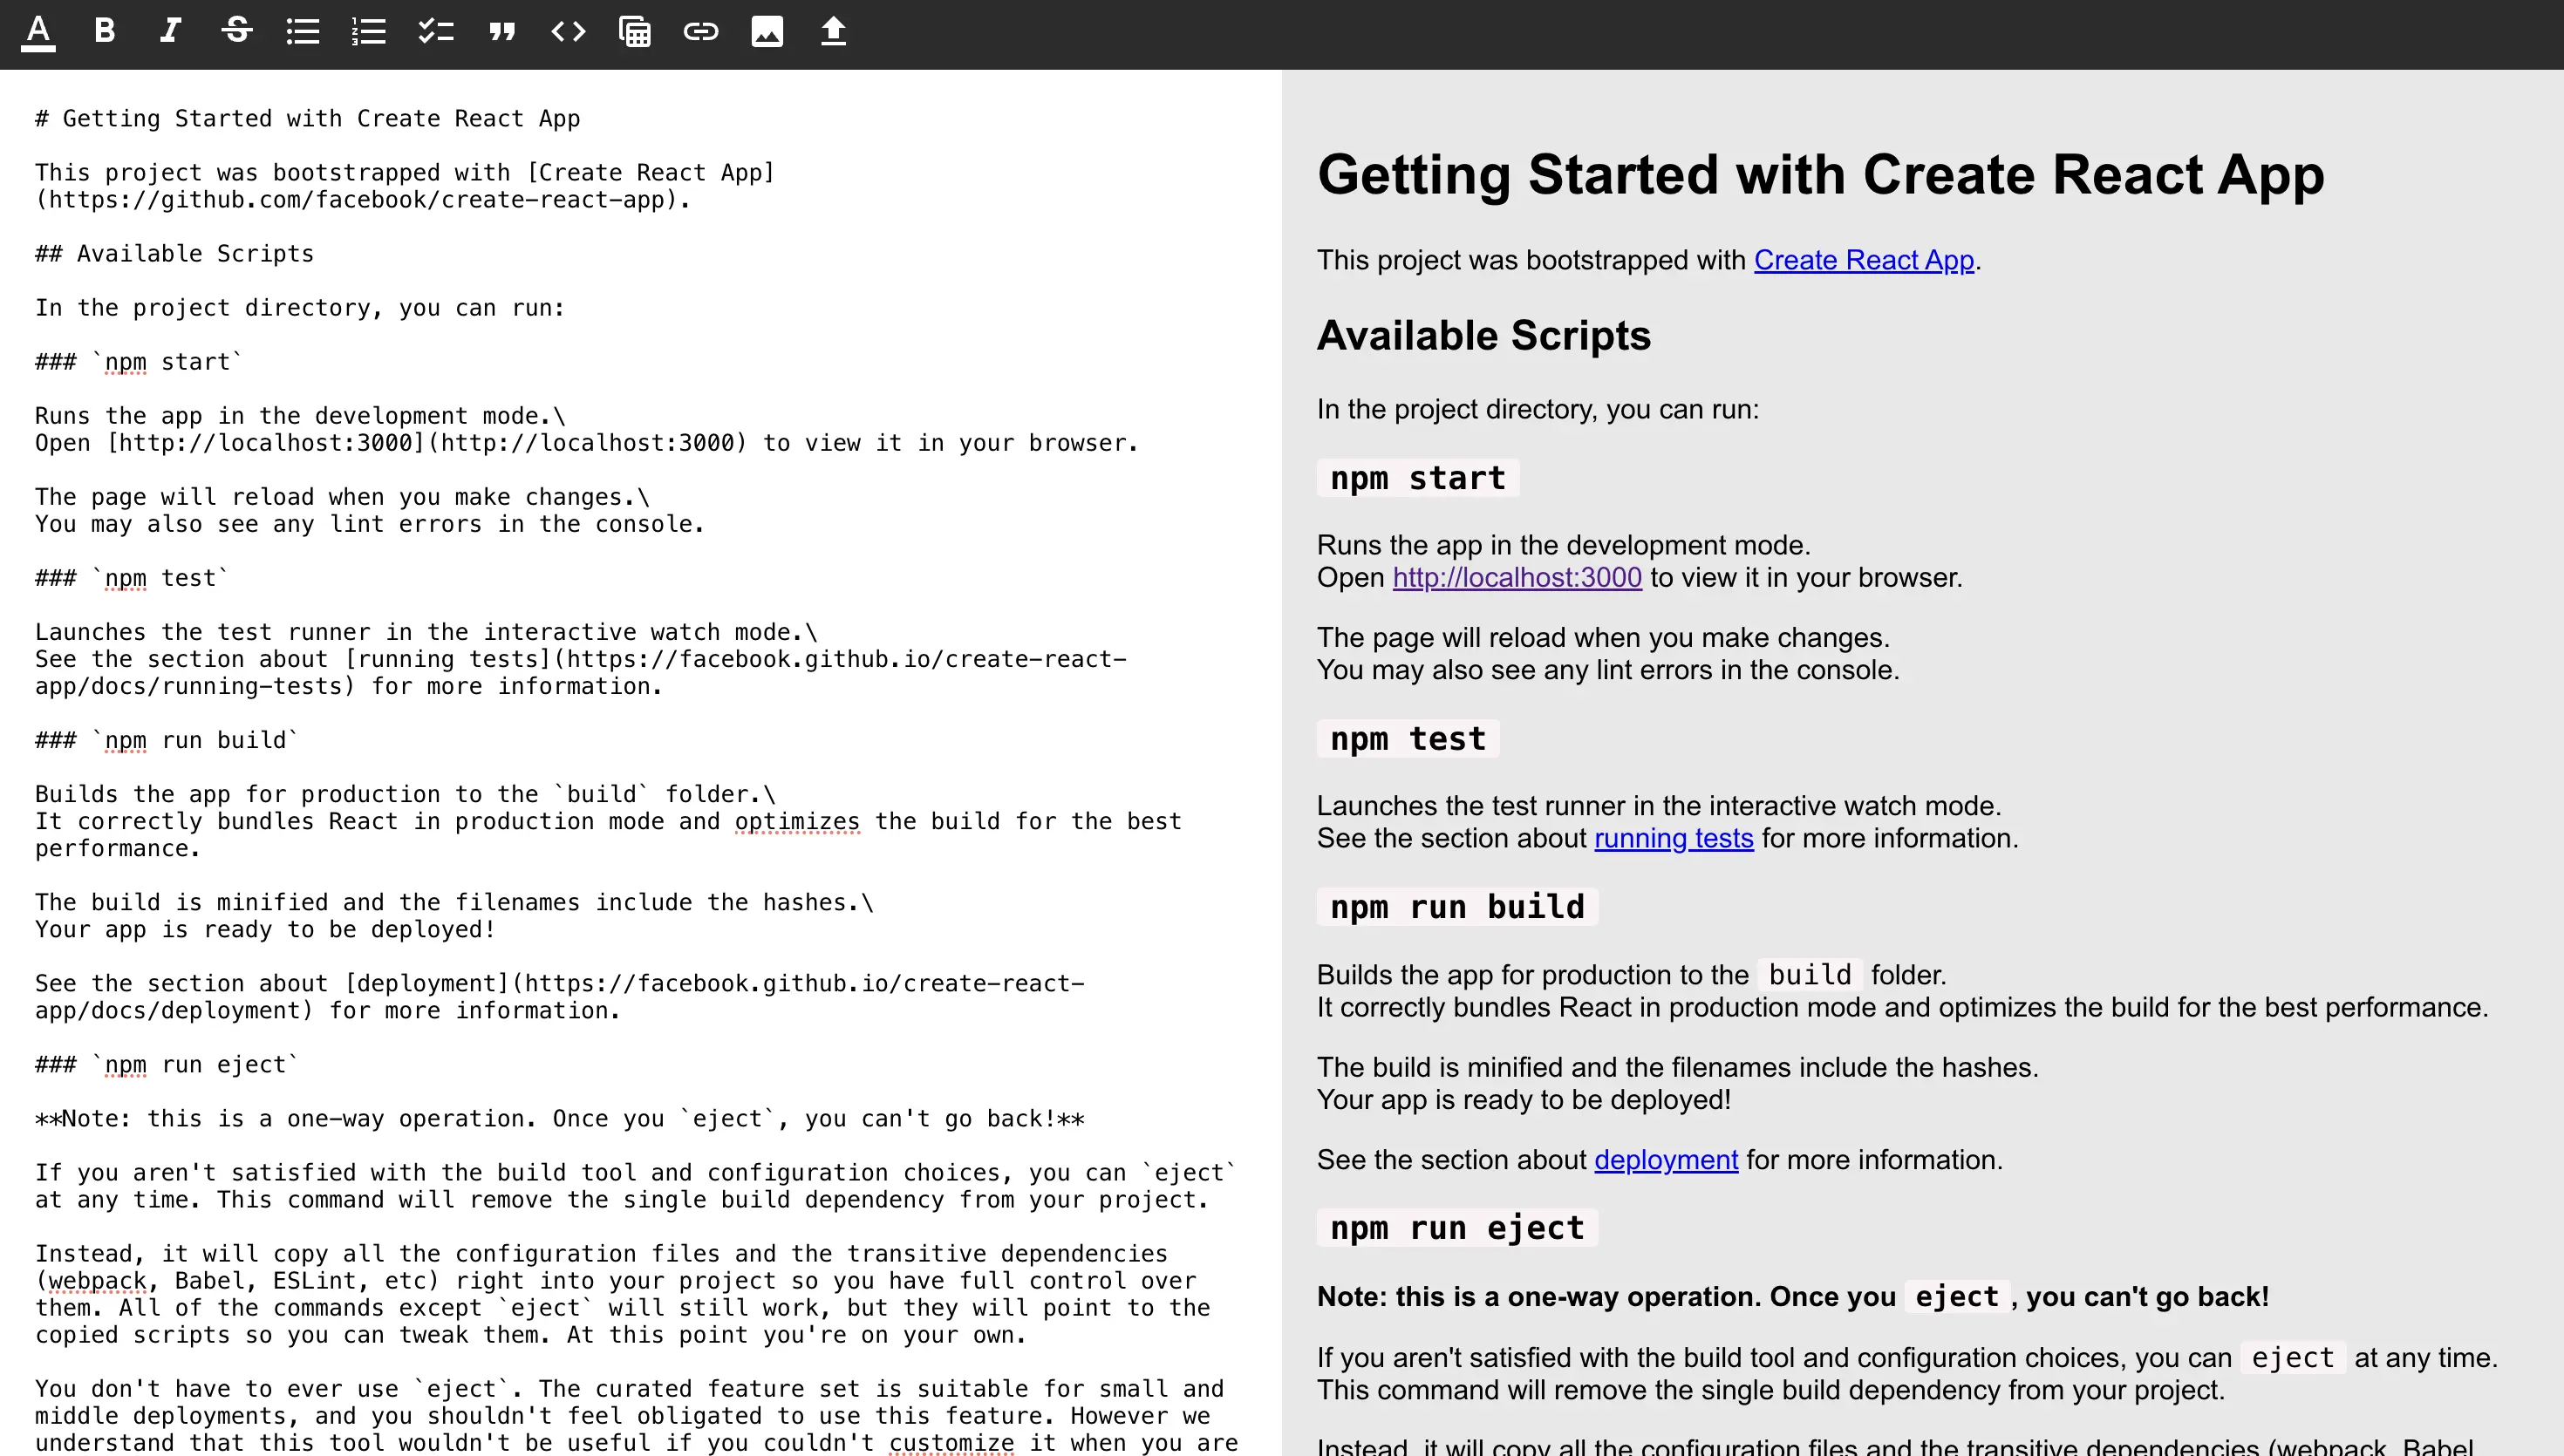 # Getting Started with Create React App
This project was bootstrapped with [Create React App]
(https://github.com/facebook/create-react-app).
## Available Scripts
In the project directory, you can run:
### `npm start`
Runs the app in the development mode.\
Open [http://localhost:3000](http://localhost:3000) to view it in your browser.
The page will reload when you make changes.\
You may also see any lint errors in the console.
### `npm test`
Launches the test runner in the interactive watch mode.\
See the section about [running tests](https://facebook.github.io/create-react-
app/docs/running-tests) for more information.
### `npm run build`
Builds the app for production to the `build` folder.\
It correctly bundles React in production mode and optimizes the build for the best
performance.
The build is minified and the filenames include the hashes.\
Your app is ready to be deployed!
See the section about [deployment](https://facebook.github.io/create-react-
app/docs/deployment) for more information.
### `npm run eject`
**Note: this is a one-way operation. Once you `eject`, you can't go back!**
If you aren't satisfied with the build tool and configuration choices, you can `eject`
at any time. This command will remove the single build dependency from your project.
Instead, it will copy all the configuration files and the transitive dependencies
(webpack, Babel, ESLint, etc) right into your project so you have full control over
them. All of the commands except `eject` will still work, but they will point to the
copied scripts so you can tweak them. At this point you're on your own.
You don't have to ever use `eject`. The curated feature set is suitable for small and
middle deployments, and you shouldn't feel obligated to use this feature. However we
understand that this tool wouldn't be useful if you couldn't customize it when you are
Getting Started with Create React App
This project was bootstrapped with Create React App.
Available Scripts
In the project directory, you can run:
npm start
Runs the app in the development mode.
Open http://localhost:3000 to view it in your browser.
The page will reload when you make changes.
You may also see any lint errors in the console.
npm test
Launches the test runner in the interactive watch mode.
See the section about running tests for more information.
npm run build
Builds the app for production to the build folder.
It correctly bundles React in production mode and optimizes the build for the best performance.
The build is minified and the filenames include the hashes.
Your app is ready to be deployed!
See the section about deployment for more information.
npm run eject
Note: this is a one-way operation. Once you eject, you can't go back!
If you aren't satisfied with the build tool and configuration choices, you can eject at any time.
This command will remove the single build dependency from your project.
Instead, it will copy all the configuration files and the transitive dependencies (webpack, Babel,